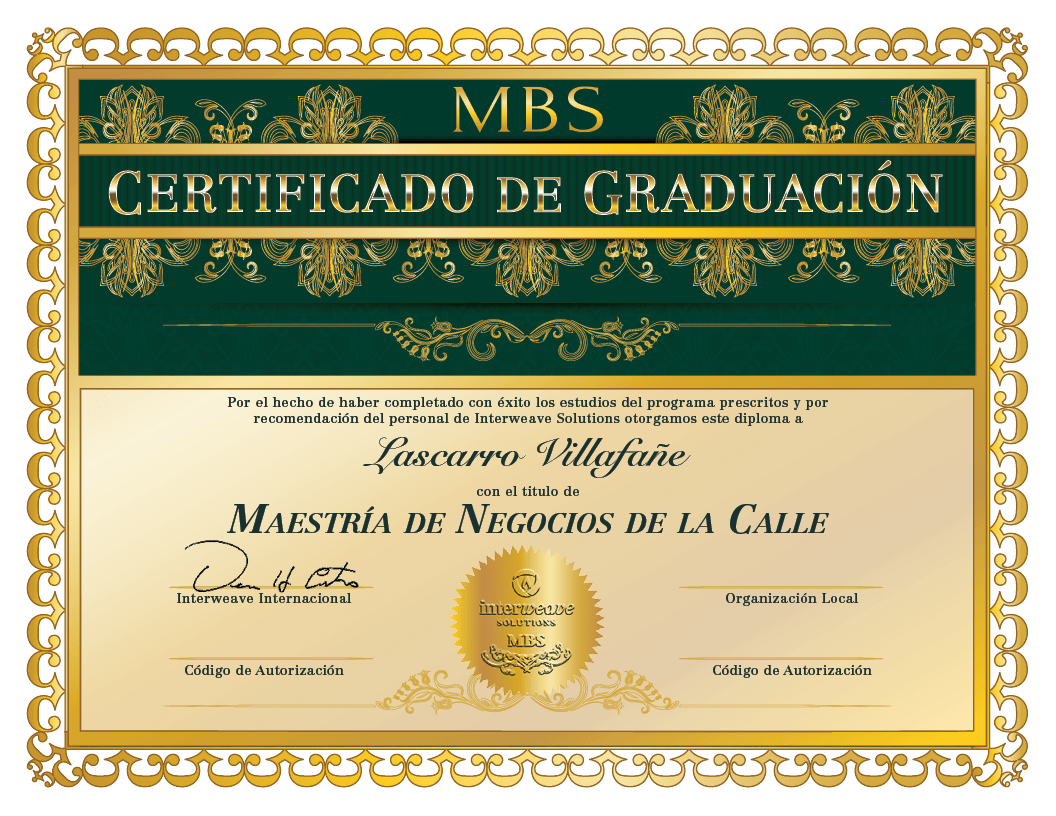 MBS
CERTIFICADO DE GRADUACIÓN
Por el hecho de haber completado con éxito los estudios del programa prescritos y por
recomendación del personal de Interweave Solutions otorgamos este diploma a
Lascarro Villafañe
con el titulo de
MAESTRÍA DE NEGOCIOS DE LA CALLE
Interweave Internacional
Organización Local
interweave
SOLUTIONS
MBS
Código de Autorización
Código de Autorización